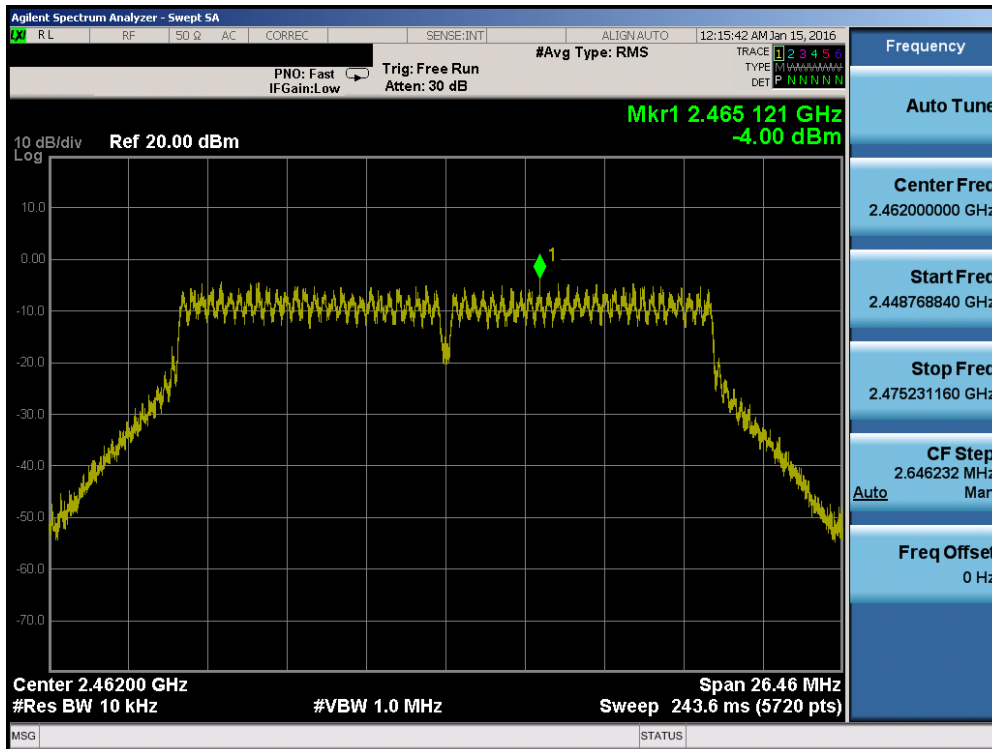 Agilent Spectrum Analyzer - Swept SA
LXI RL RF 50 Ω AC CORREC SENSE:INT ALIGN AUTO 12:15:42 AM Jan 15, 2016
PNO: Fast Trig: Free Run #Avg Type: RMS TRACE 1 2 3 4 5 6
IFGain:Low Atten: 30 dB TYPE M W W W W W
DET P N N N N N
Mkr1 2.465 121 GHz
-4.00 dBm
10 dB/div Ref 20.00 dBm
Log
10.0
0.00
-10.0
-20.0
-30.0
-40.0
-50.0
-60.0
-70.0
1
Center 2.46200 GHz Span 26.46 MHz
#Res BW 10 kHz #VBW 1.0 MHz Sweep 243.6 ms (5720 pts)
MSG STATUS
Frequency
Auto Tune
Center Freq
2.462000000 GHz
Start Freq
2.448768840 GHz
Stop Freq
2.475231160 GHz
CF Step
2.646232 MHz
Auto Man
Freq Offset
0 Hz